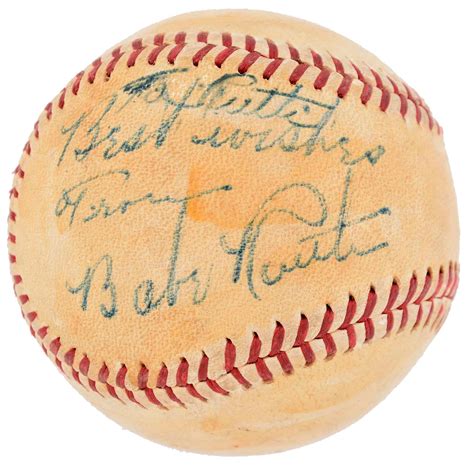 To
Best wishes
From
Babe Ruth